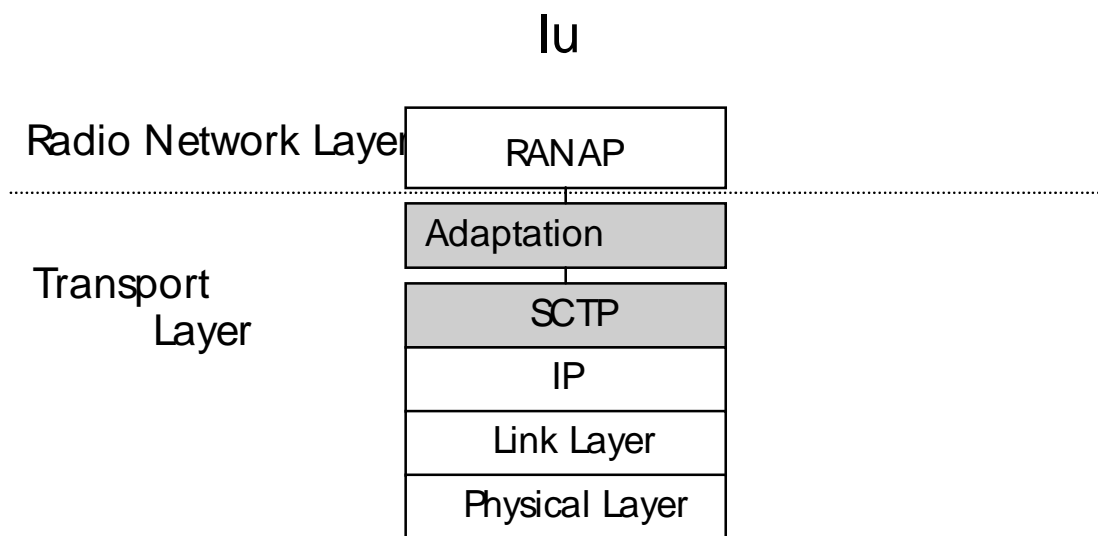 Iu
Radio Network Layer
RANAP
Adaptation
Transport
Layer
SCTP
IP
Link Layer
Physical Layer